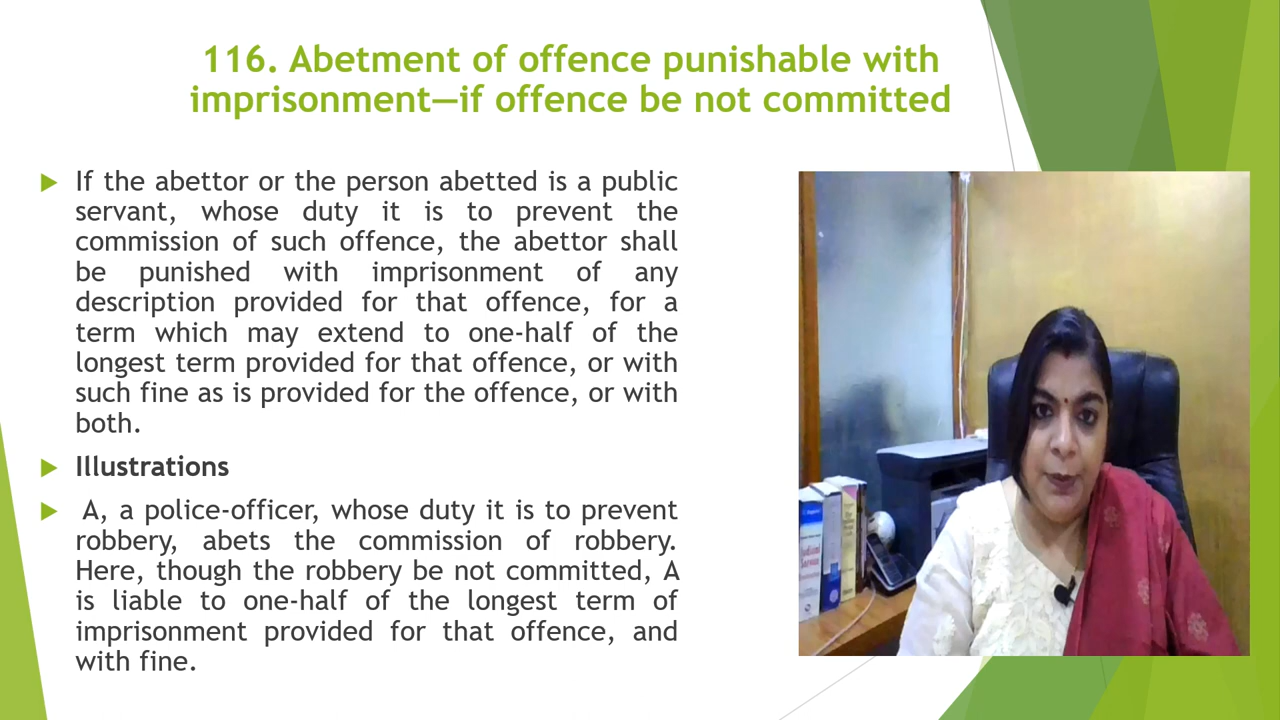 116. Abetment of offence punishable with
imprisonment—if offence be not committed
If the abettor or the person abetted is a public
servant, whose duty it is to prevent the
commission of such offence, the abettor shall
be punished with imprisonment of any
description provided for that offence, for a
term which may extend to one-half of the
longest term provided for that offence, or with
such fine as is provided for the offence, or with
both.
Illustrations
A, a police-officer, whose duty it is to prevent
robbery, abets the commission of robbery.
Here, though the robbery be not committed, A
is liable to one-half of the longest term of
imprisonment provided for that offence, and
with fine.
Judicial
Service